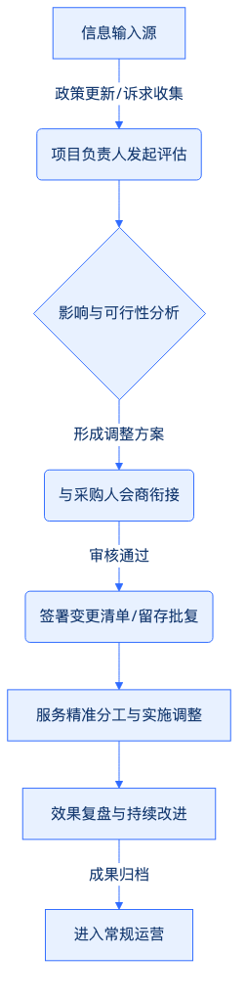 信息输入源
政策更新/诉求收集
项目负责人发起评估
影响与可行性分析
形成调整方案
与采购人会商衔接
审核通过
签署变更清单/留存批复
服务精准分工与实施调整
效果复盘与持续改进
成果归档
进入常规运营